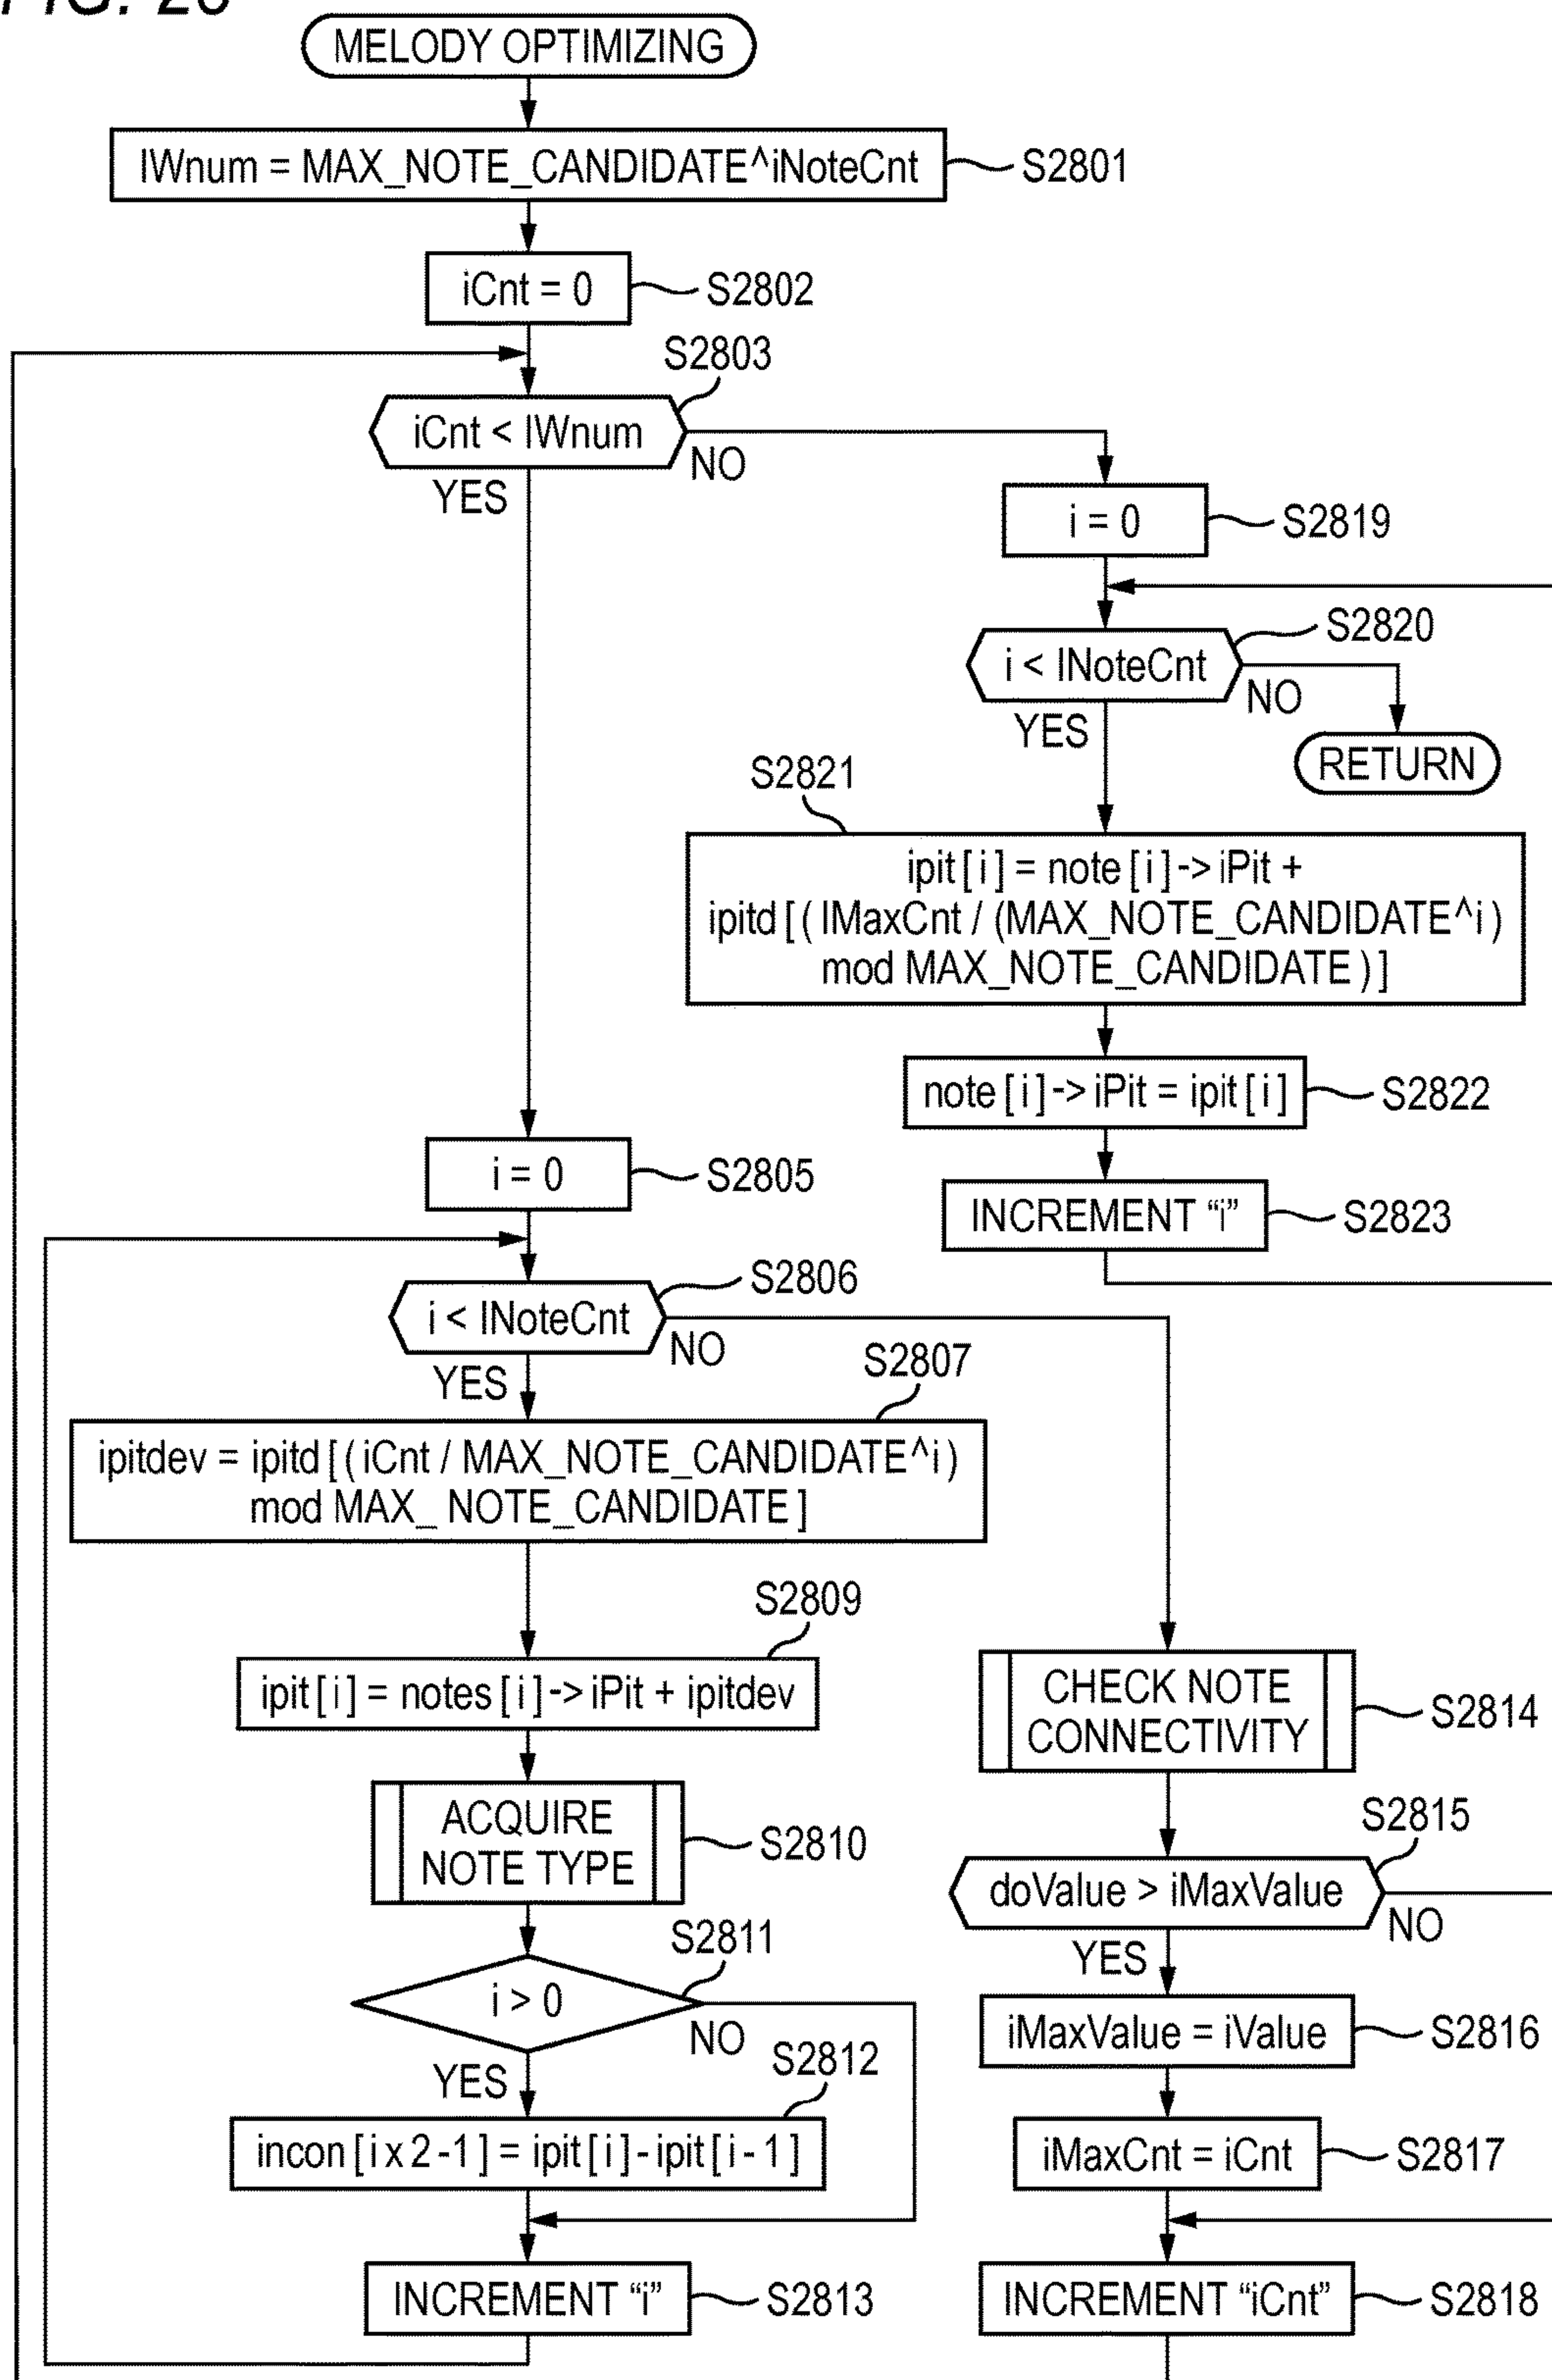 FIG. 28
MELODY OPTIMIZING
IWnum = MAX_NOTE_CANDIDATE^iNoteCnt
S2801
iCnt = 0
S2802
S2803
iCnt < IWnum
NO
YES
i = 0
S2819
S2820
i < INoteCnt
NO
YES
RETURN
S2821
ipit [ i ] = note [ i ] -> iPit +
ipitd [ ( IMaxCnt / (MAX_NOTE_CANDIDATE^i )
mod MAX_NOTE_CANDIDATE ) ]
note [ i ] -> iPit = ipit [ i ]
S2822
INCREMENT “i”
S2823
i = 0
S2805
S2806
i < INoteCnt
NO
YES
S2807
ipitdev = ipitd [ ( iCnt / MAX_NOTE_CANDIDATE^i )
mod MAX_ NOTE_CANDIDATE ]
S2809
ipit [ i ] = notes [ i ] -> iPit + ipitdev
ACQUIRE
NOTE TYPE
S2810
S2811
i > 0
NO
YES
S2812
incon [ i x 2 - 1 ] = ipit [ i ] - ipit [ i - 1 ]
INCREMENT “i”
S2813
CHECK NOTE
CONNECTIVITY
S2814
S2815
doValue > iMaxValue
NO
YES
iMaxValue = iValue
S2816
iMaxCnt = iCnt
S2817
INCREMENT “iCnt”
S2818